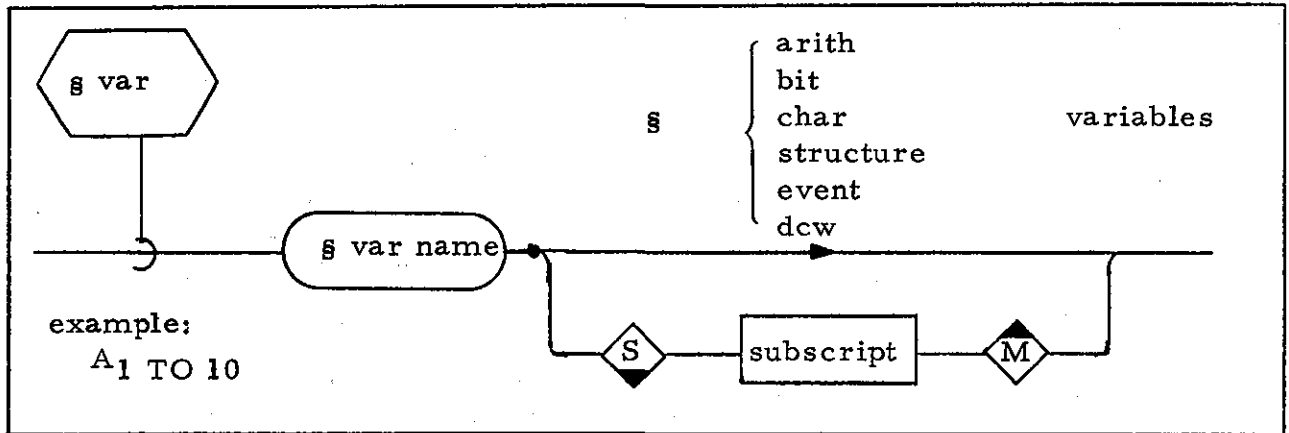 § var
§
arith
bit
char
structure
event
dcw
variables
§ var name
example:
A1 TO 10
S
subscript
M